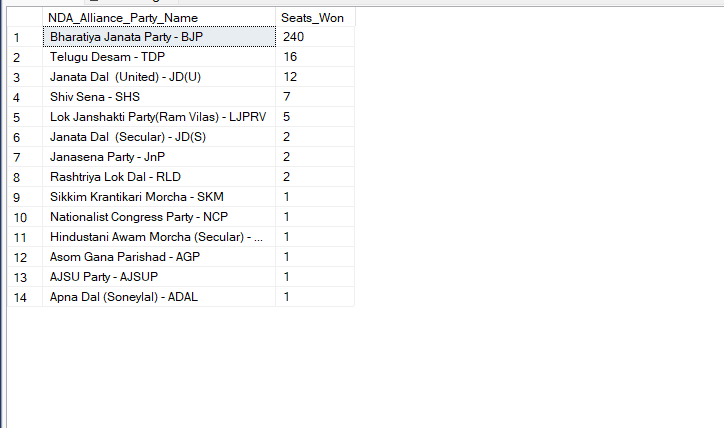 NDA_Alliance_Party_Name Seats_Won
1 Bharatiya Janata Party - BJP 240
2 Telugu Desam - TDP 16
3 Janata Dal  (United) - JD(U) 12
4 Shiv Sena - SHS 7
5 Lok Janshakti Party(Ram Vilas) - LJPRV 5
6 Janata Dal  (Secular) - JD(S) 2
7 Janasena Party - JnP 2
8 Rashtriya Lok Dal - RLD 2
9 Sikkim Krantikari Morcha - SKM 1
10 Nationalist Congress Party - NCP 1
11 Hindustani Awam Morcha (Secular) - ... 1
12 Asom Gana Parishad - AGP 1
13 AJSU Party - AJSUP 1
14 Apna Dal (Soneylal) - ADAL 1